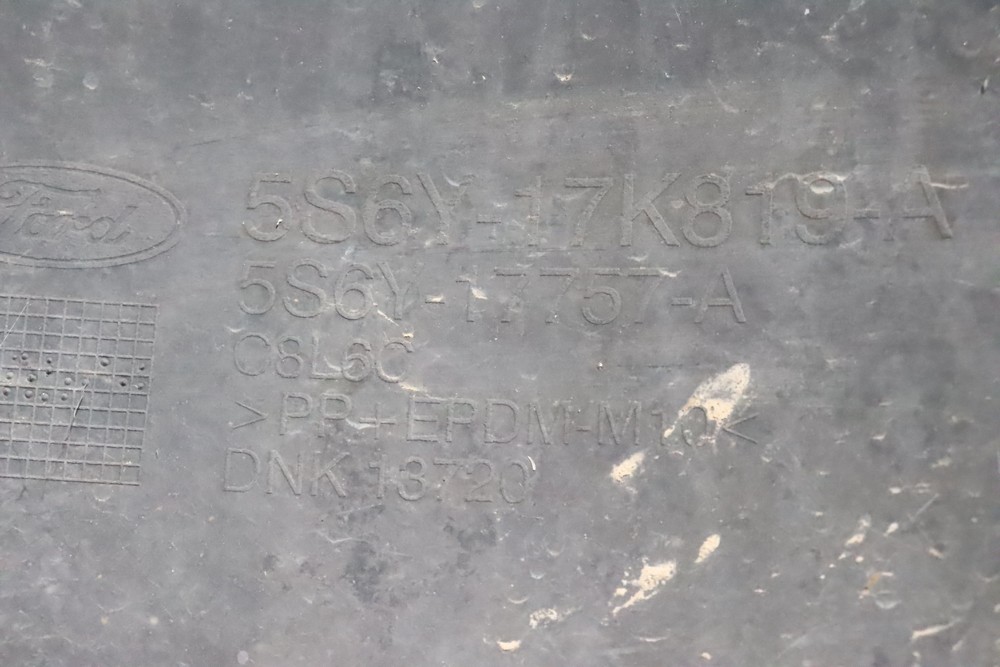 Ford
5S6Y-17K819-A
5S6Y-17757-A
C8L6C
>PP+EPDM-M10<
DNK 13720